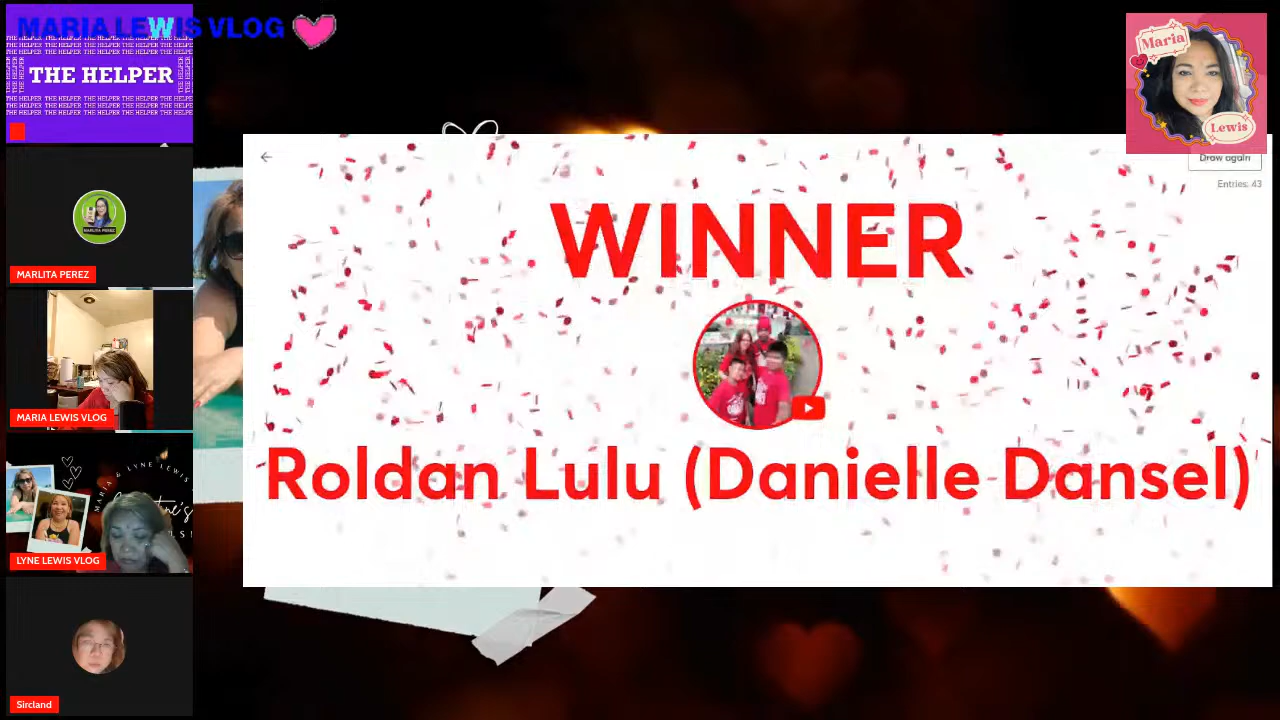 MARIA LEWIS VLOG
THE HELPER
MARLITA PEREZ
MARIA LEWIS VLOG
LYNE LEWIS VLOG
Sircland
Maria
Lewis
Draw again
Entries: 43
WINNER
Roldan Lulu (Danielle Dansel)